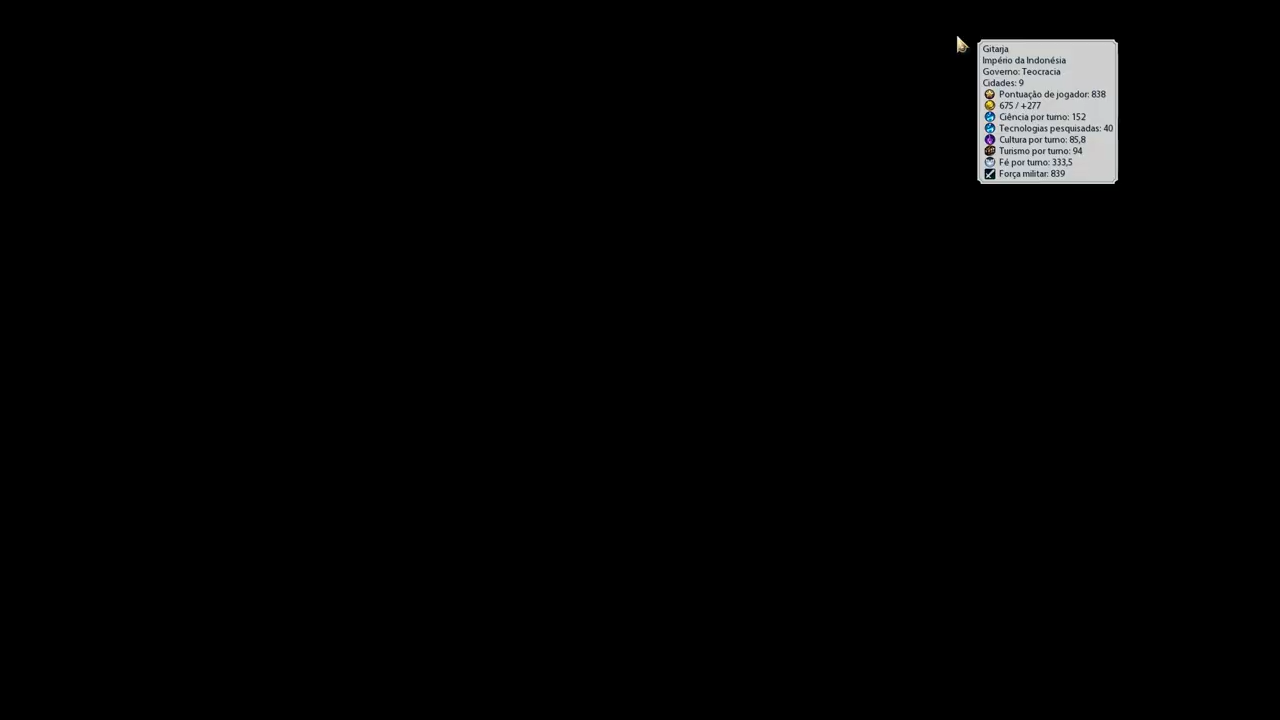 Gitarja
Império da Indonésia
Governo: Teocracia
Cidades: 9
Pontuação de jogador: 838
675 / +277
Ciência por turno: 152
Tecnologias pesquisadas: 40
Cultura por turno: 85,8
Turismo por turno: 94
Fé por turno: 333,5
Força militar: 839